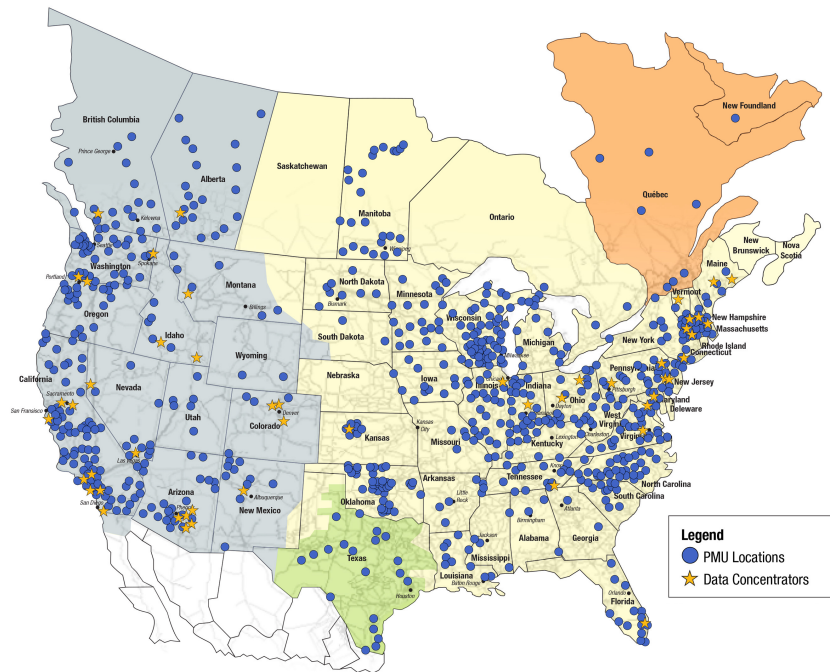 New Foundland
British Columbia
Prince George
Alberta
Saskatchewan
Manitoba
Québec
Ontario
Kelowna
New
Brunswick
Nova
Scotia
Seattle
Winnipeg
Maine
Washington
Spokane
Portland
Montana
North Dakota
Minnesota
Vermont
Billings
Bismark
Oregon
Wisconsin
New Hampshire
Massachusetts
Idaho
South Dakota
Michigan
New York
Rhode Island
Connecticut
Wyoming
Milwaukee
California
Nevada
Nebraska
Iowa
Illinois
Indiana
Pennsylvania
New Jersey
Sacramento
Ohio
Pittsburgh
Maryland
Deleware
San Fransisco
Utah
Denver
Dayton
West
Virginia
Colorado
Kansas
Kansas
City
Missouri
Kentucky
Lexington
Charleston
Virginia
Las Vegas
Arkansas
Tennessee
North Carolina
Arizona
Albuquerque
Oklahoma
Little
Rock
South Carolina
San Diego
Phoenix
New Mexico
Atlanta
Birmingham
Alabama
Georgia
Jackson
Mississippi
Texas
Louisiana
Baton Rouge
Houston
Orlando
Florida
Legend
PMU Locations
Data Concentrators